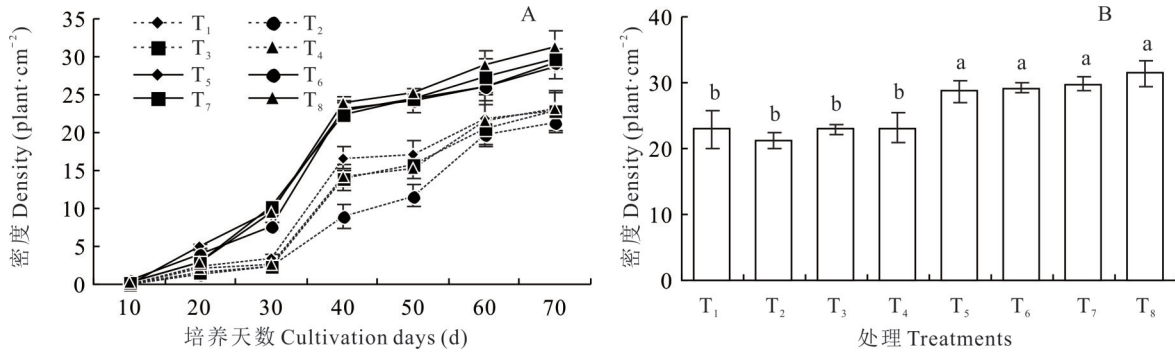 A
T₁ T₂
T₃ T₄
T₅ T₆
T₇ T₈
35
30
25
20
15
10
5
0
密度 Density (plant·cm⁻²)
10 20 30 40 50 60 70
培养天数 Cultivation days (d)
B
40
30
20
10
0
密度 Density (plant·cm⁻²)
b b b b a a a a
T₁ T₂ T₃ T₄ T₅ T₆ T₇ T₈
处理 Treatments